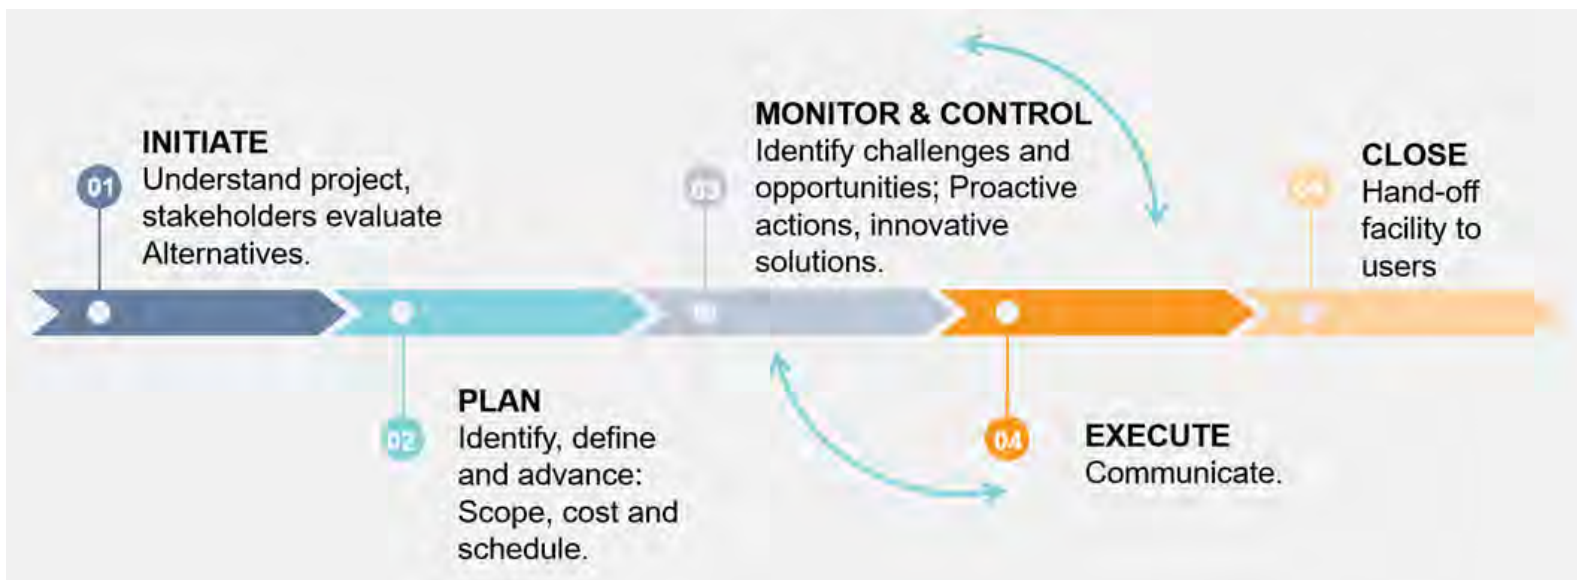 01
INITIATE
Understand project,
stakeholders evaluate
Alternatives.
02
PLAN
Identify, define
and advance:
Scope, cost and
schedule.
03
MONITOR & CONTROL
Identify challenges and
opportunities; Proactive
actions, innovative
solutions.
04
EXECUTE
Communicate.
CLOSE
Hand-off
facility to
users